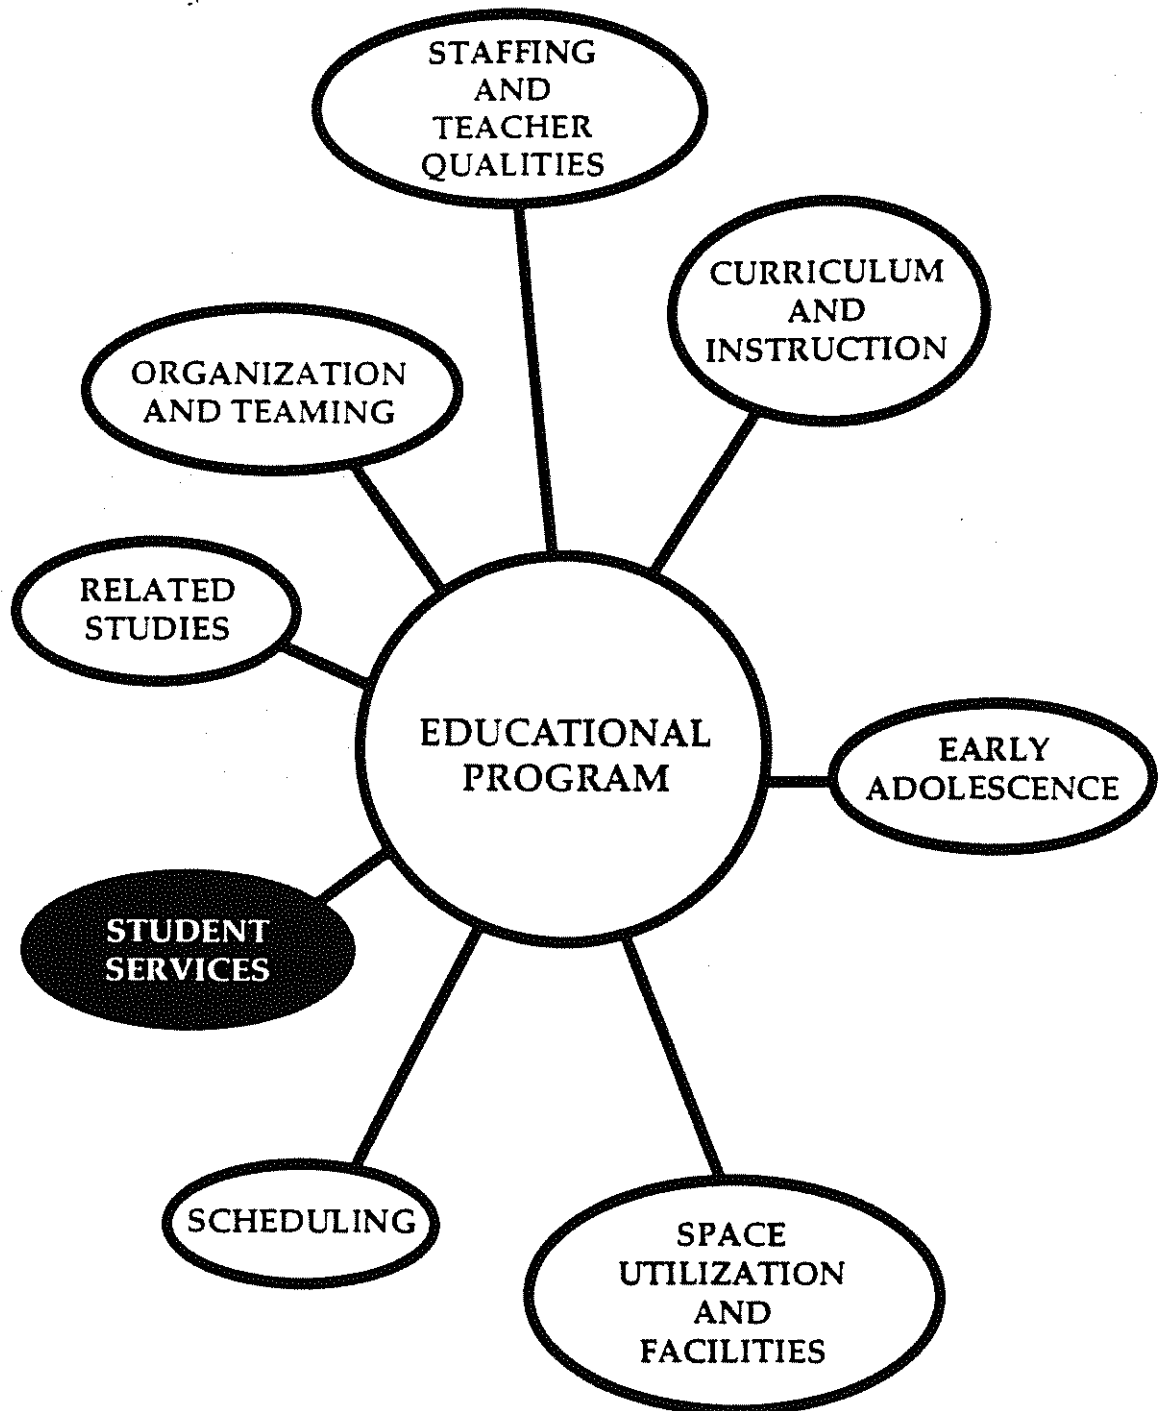 STAFFING
AND
TEACHER
QUALITIES
CURRICULUM
AND
INSTRUCTION
ORGANIZATION
AND TEAMING
RELATED
STUDIES
EDUCATIONAL
PROGRAM
EARLY
ADOLESCENCE
STUDENT
SERVICES
SCHEDULING
SPACE
UTILIZATION
AND
FACILITIES